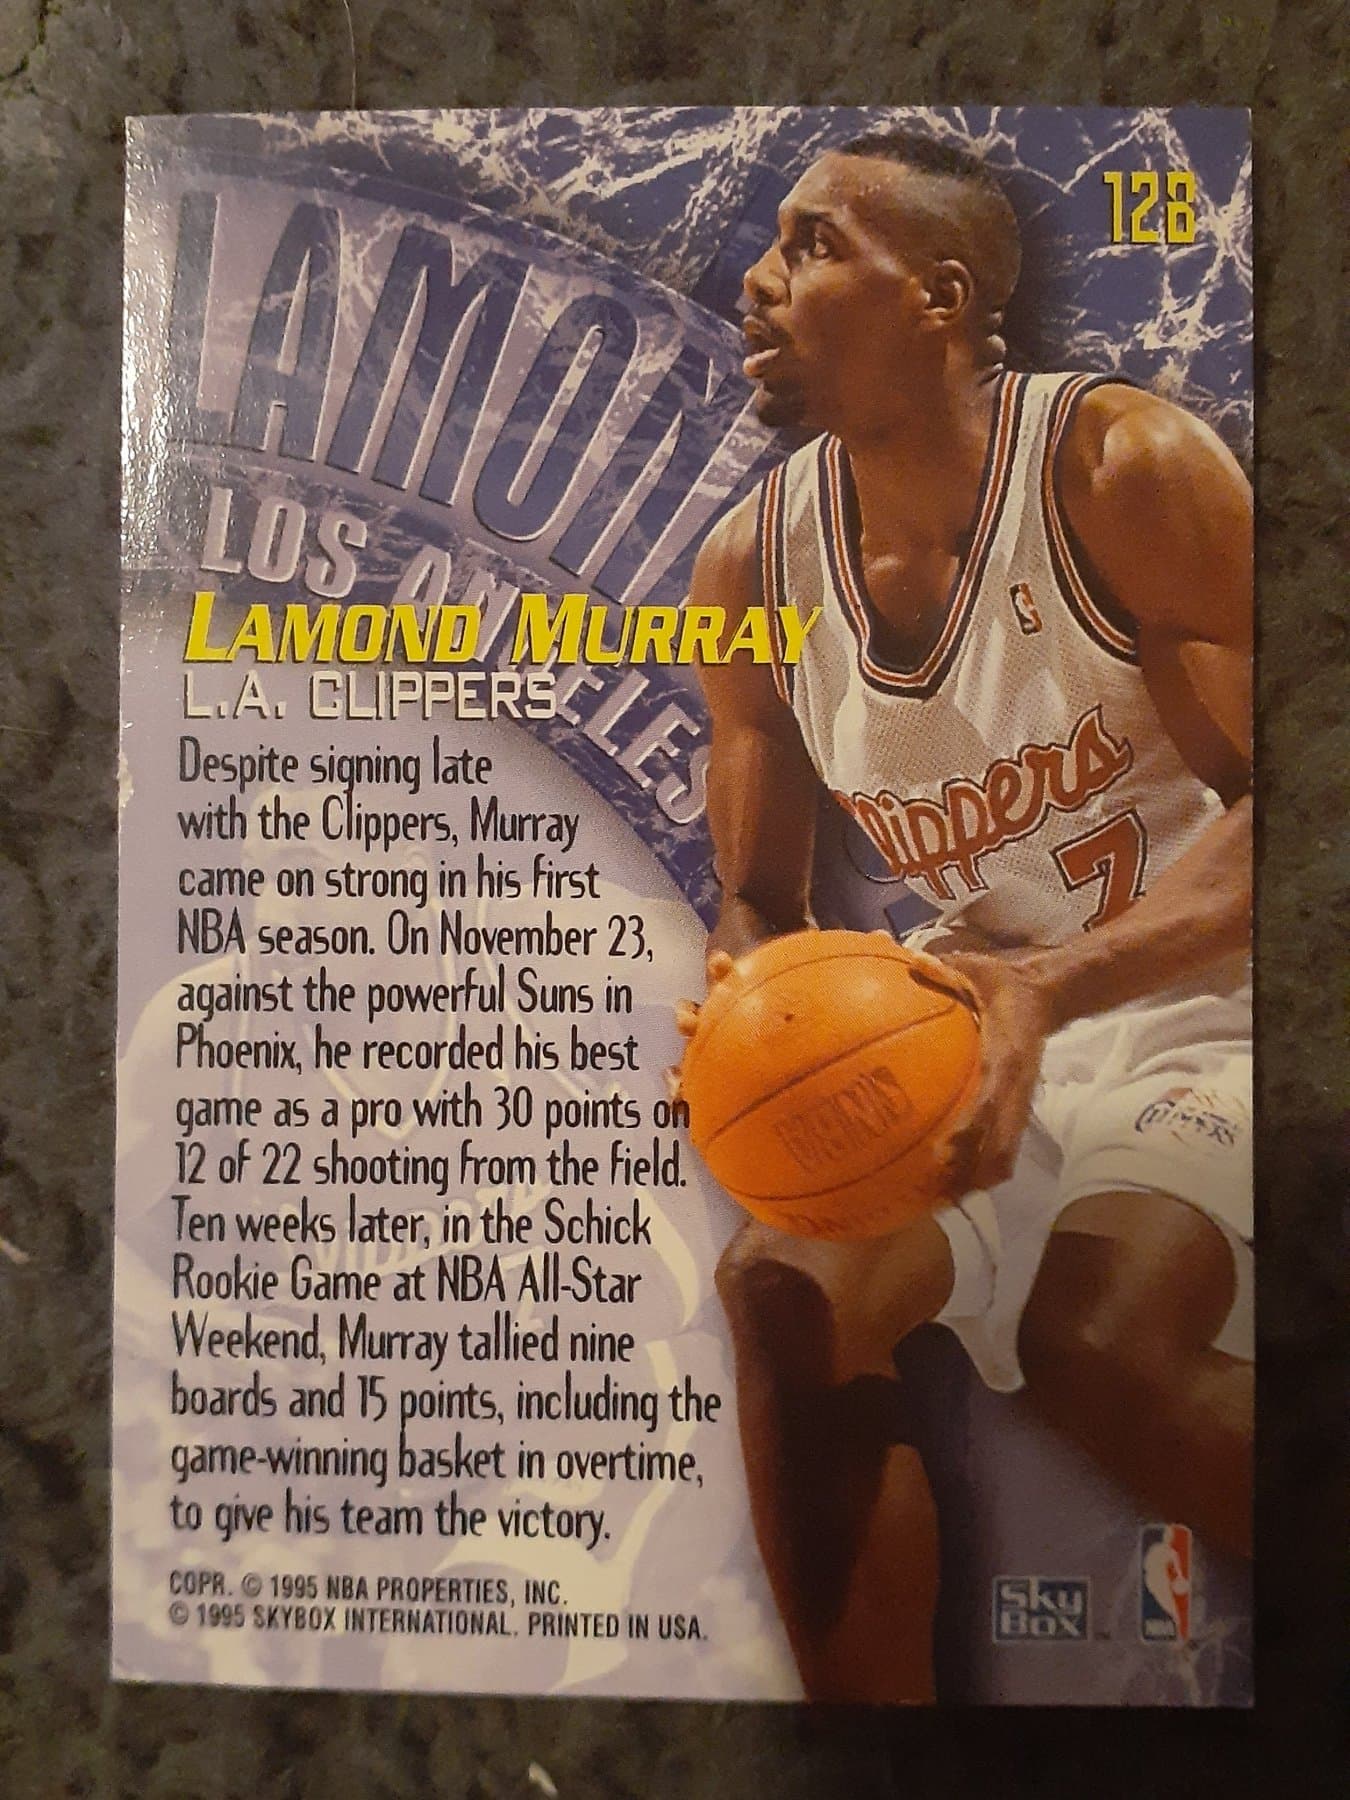 128
LAMON
LOS ANGELES
LAMOND MURRAY
L.A. CLIPPERS
Despite signing late
with the Clippers, Murray
came on strong in his first
NBA season. On November 23,
against the powerful Suns in
Phoenix, he recorded his best
game as a pro with 30 points on
12 of 22 shooting from the field.
Ten weeks later, in the Schick
Rookie Game at NBA All-Star
Weekend, Murray tallied nine
boards and 15 points, including the
game-winning basket in overtime,
to give his team the victory.
COPR. © 1995 NBA PROPERTIES, INC.
© 1995 SKYBOX INTERNATIONAL. PRINTED IN USA.
Clippers
7
CLIPPERS
SkyBox™
NBA